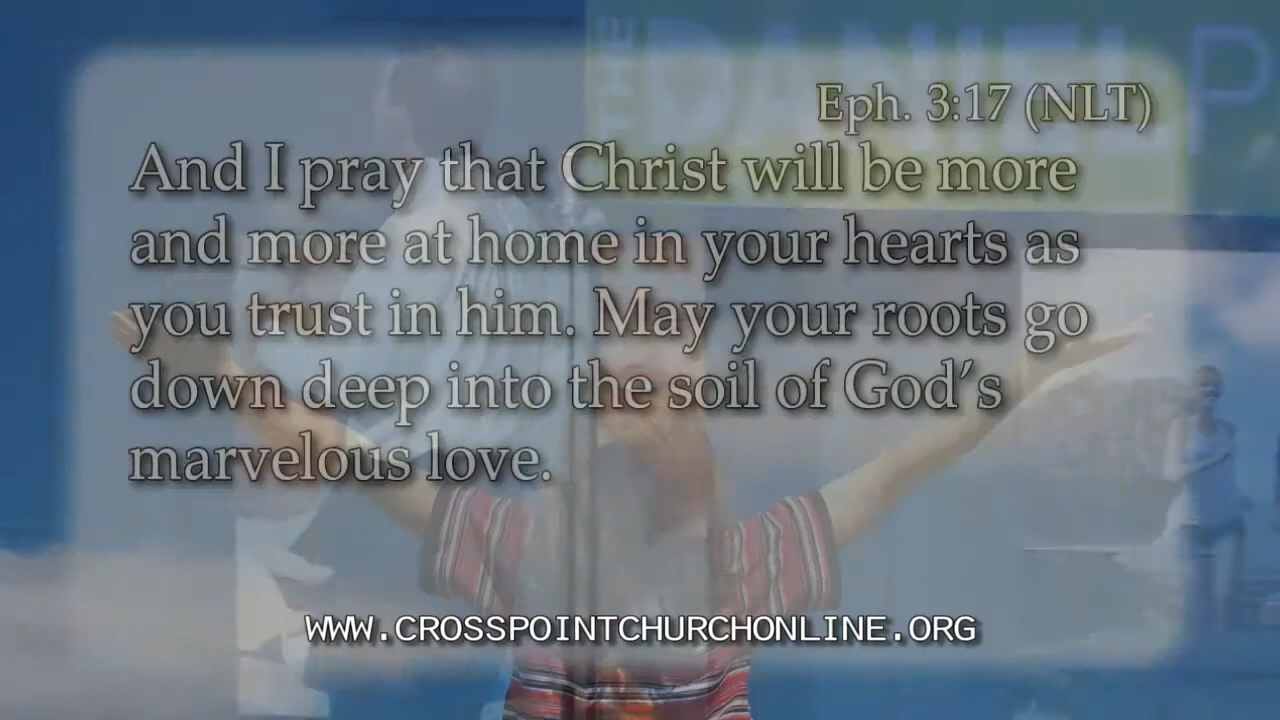 THE DANIEL P
Eph. 3:17 (NLT)
And I pray that Christ will be more
and more at home in your hearts as
you trust in him. May your roots go
down deep into the soil of God's
marvelous love.
WWW.CROSSPOINTCHURCHONLINE.ORG